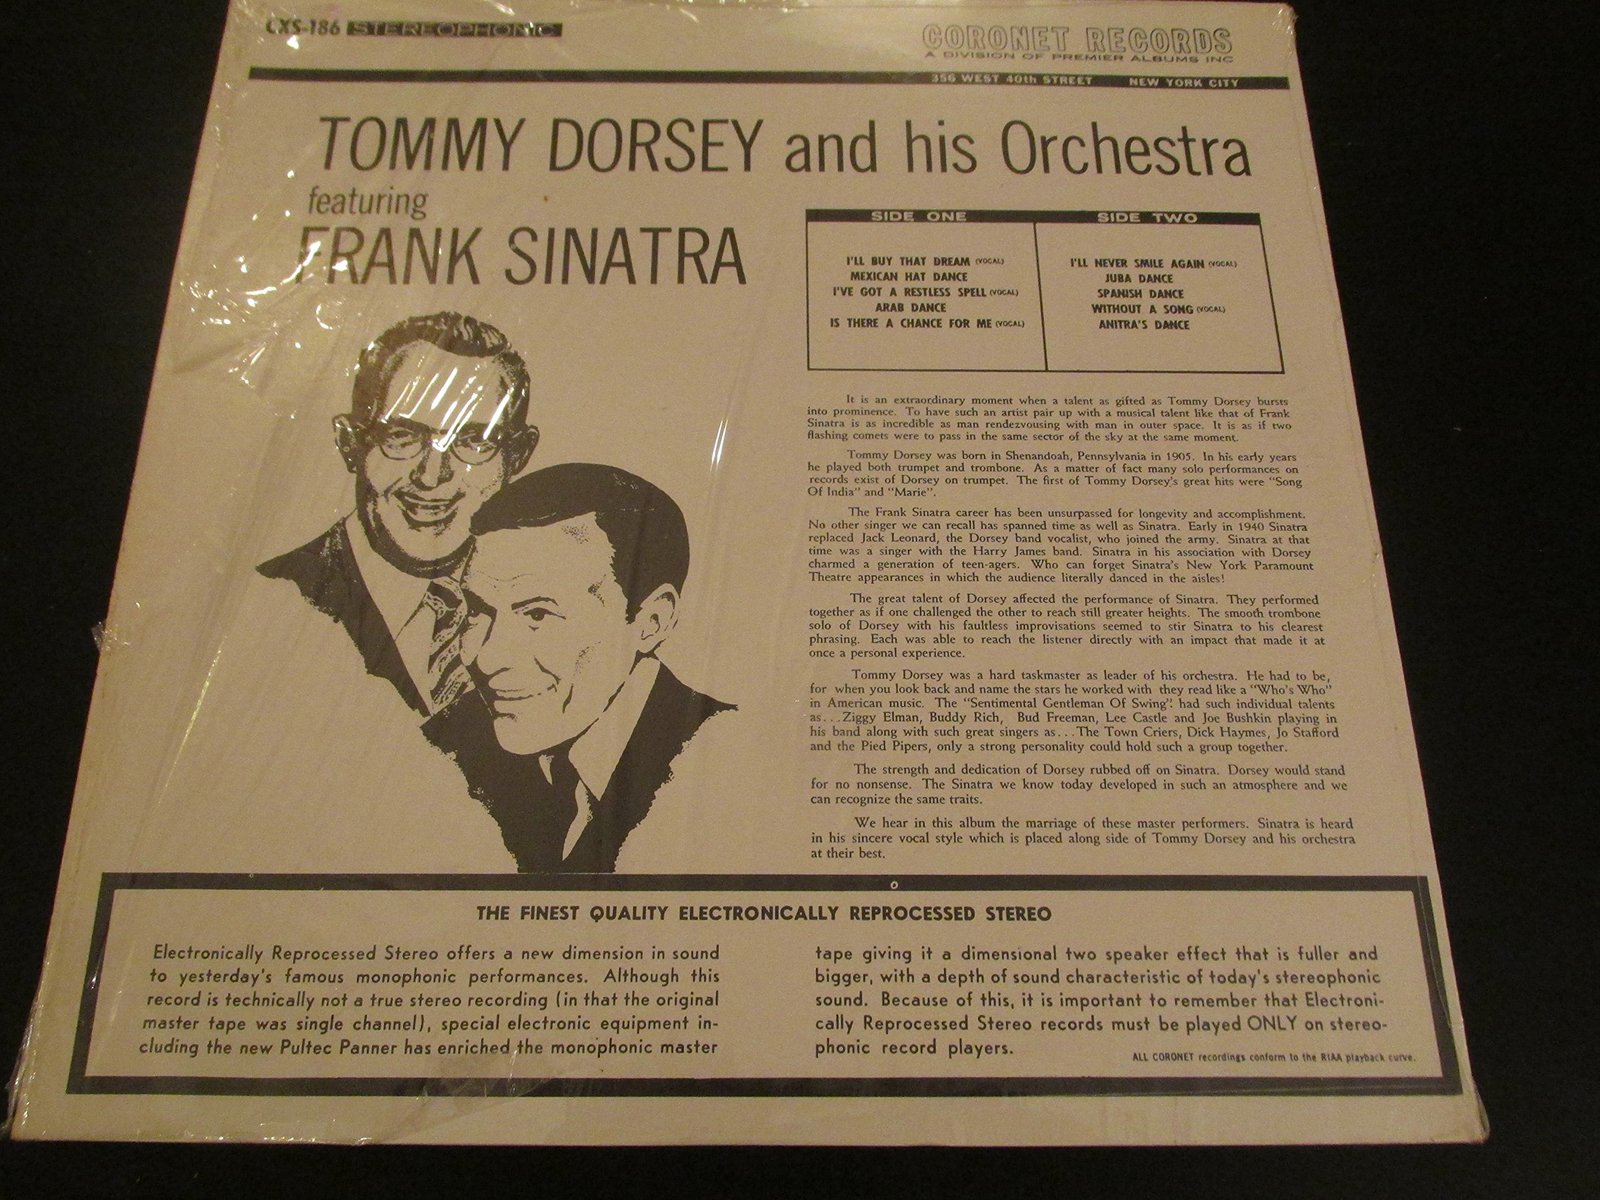 CXS-186 STEREOPHONIC
CORONET RECORDS
A DIVISION OF PREMIER ALBUMS INC
356 WEST 40th STREET NEW YORK CITY
TOMMY DORSEY and his Orchestra
featuring
FRANK SINATRA
SIDE ONE
I'LL BUY THAT DREAM (VOCAL)
MEXICAN HAT DANCE
I'VE GOT A RESTLESS SPELL (VOCAL)
ARAB DANCE
IS THERE A CHANCE FOR ME (VOCAL)
SIDE TWO
I'LL NEVER SMILE AGAIN (VOCAL)
JUBA DANCE
SPANISH DANCE
WITHOUT A SONG (VOCAL)
ANITRA'S DANCE
It is an extraordinary moment when a talent as gifted as Tommy Dorsey bursts
into prominence. To have such an artist pair up with a musical talent like that of Frank
Sinatra is as incredible as man rendezvousing with man in outer space. It is as if two
flashing comets were to pass in the same sector of the sky at the same moment.
Tommy Dorsey was born in Shenandoah, Pennsylvania in 1905. In his early years
he played both trumpet and trombone. As a matter of fact many solo performances on
records exist of Dorsey on trumpet. The first of Tommy Dorsey's great hits were "Song
Of India" and "Marie".
The Frank Sinatra career has been unsurpassed for longevity and accomplishment.
No other singer we can recall has spanned time as well as Sinatra. Early in 1940 Sinatra
replaced Jack Leonard, the Dorsey band vocalist, who joined the army. Sinatra at that
time was a singer with the Harry James band. Sinatra in his association with Dorsey
charmed a generation of teen-agers. Who can forget Sinatra's New York Paramount
Theatre appearances in which the audience literally danced in the aisles!
The great talent of Dorsey affected the performance of Sinatra. They performed
together as if one challenged the other to reach still greater heights. The smooth trombone
solo of Dorsey with his faultless improvisations seemed to stir Sinatra to his clearest
phrasing. Each was able to reach the listener directly with an impact that made it at
once a personal experience.
Tommy Dorsey was a hard taskmaster as leader of his orchestra. He had to be,
for when you look back and name the stars he worked with they read like a "Who's Who"
in American music. The "Sentimental Gentleman Of Swing". had such individual talents
as...Ziggy Elman, Buddy Rich, Bud Freeman, Lee Castle and Joe Bushkin playing in
his band along with such great singers as...The Town Criers, Dick Haymes, Jo Stafford
and the Pied Pipers, only a strong personality could hold such a group together.
The strength and dedication of Dorsey rubbed off on Sinatra. Dorsey would stand
for no nonsense. The Sinatra we know today developed in such an atmosphere and we
can recognize the same traits.
We hear in this album the marriage of these master performers. Sinatra is heard
in his sincere vocal style which is placed along side of Tommy Dorsey and his orchestra
at their best.
THE FINEST QUALITY ELECTRONICALLY REPROCESSED STEREO
Electronically Reprocessed Stereo offers a new dimension in sound
to yesterday's famous monophonic performances. Although this
record is technically not a true stereo recording (in that the original
master tape was single channel), special electronic equipment in-
cluding the new Pultec Panner has enriched the monophonic master
tape giving it a dimensional two speaker effect that is fuller and
bigger, with a depth of sound characteristic of today's stereophonic
sound. Because of this, it is important to remember that Electroni-
cally Reprocessed Stereo records must be played ONLY on stereo-
phonic record players.
ALL CORONET recordings conform to the RIAA playback curve.